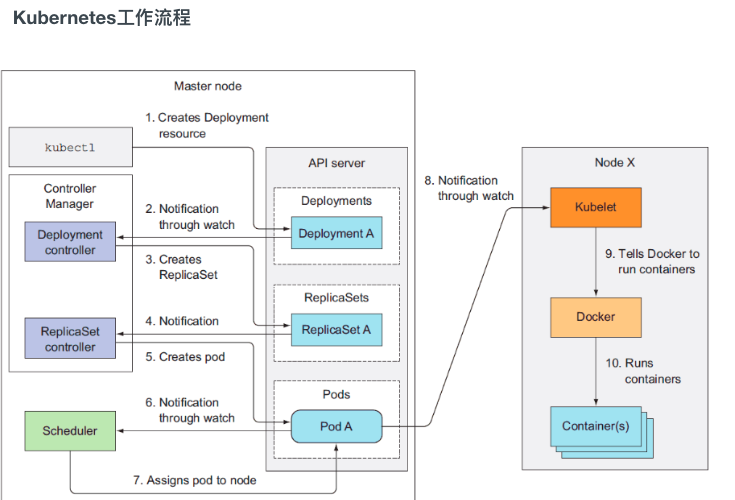 Kubernetes工作流程
Master node
1. Creates Deployment
resource
kubectl
API server
Controller
Manager
Deployments
2. Notification
through watch
Deployment
controller
Deployment A
3. Creates
ReplicaSet
ReplicaSets
4. Notification
ReplicaSet
controller
ReplicaSet A
5. Creates pod
Pods
6. Notification
through watch
Scheduler
Pod A
7. Assigns pod to node
8. Notification
through watch
Node X
Kubelet
9. Tells Docker to
run containers
Docker
10. Runs
containers
Container(s)